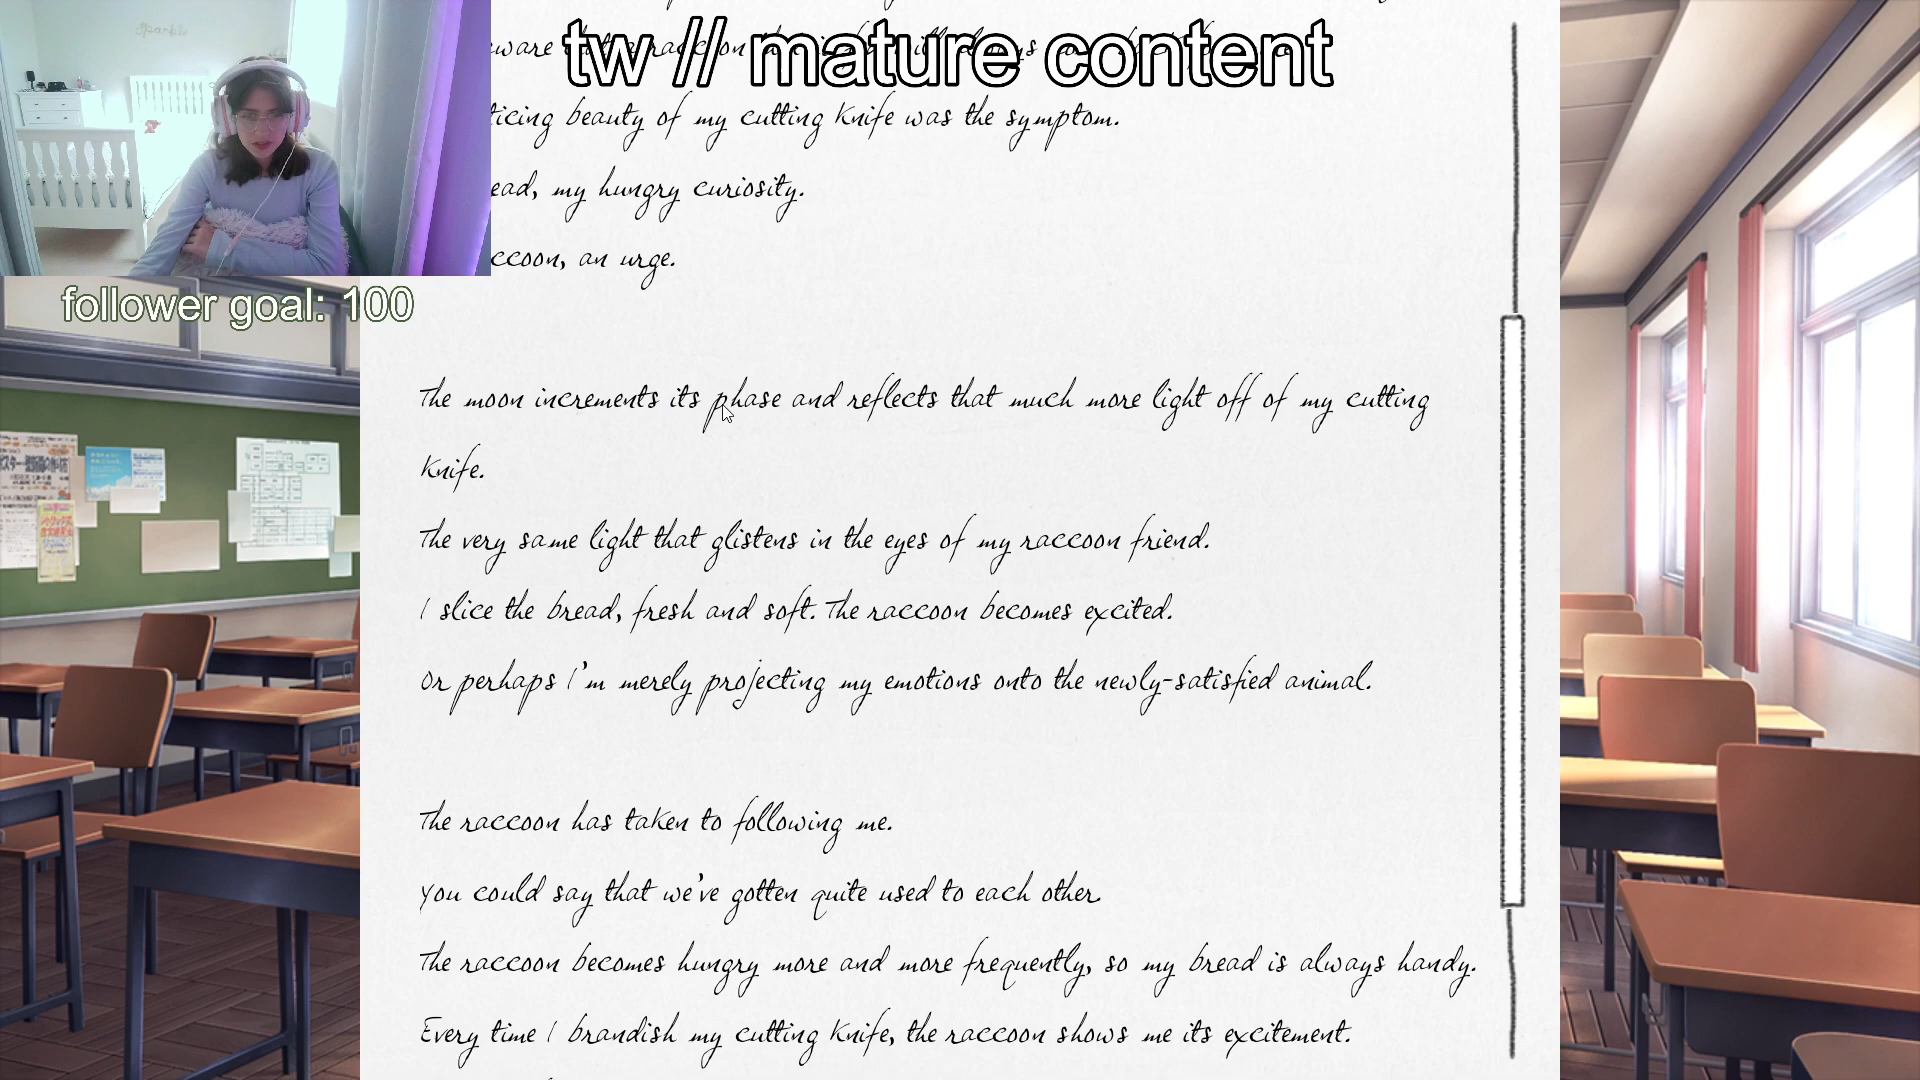 tw // mature content
ticing beauty of my cutting knife was the symptom.
ead, my hungry curiosity.
ccoon, an urge.
follower goal: 100
The moon increments its phase and reflects that much more light off of my cutting
knife.
The very same light that glistens in the eyes of my raccoon friend.
I slice the bread, fresh and soft. The raccoon becomes excited.
Or perhaps I'm merely projecting my emotions onto the newly-satisfied animal.
The raccoon has taken to following me.
You could say that we've gotten quite used to each other.
The raccoon becomes hungry more and more frequently, so my bread is always handy.
Every time I brandish my cutting knife, the raccoon shows me its excitement.